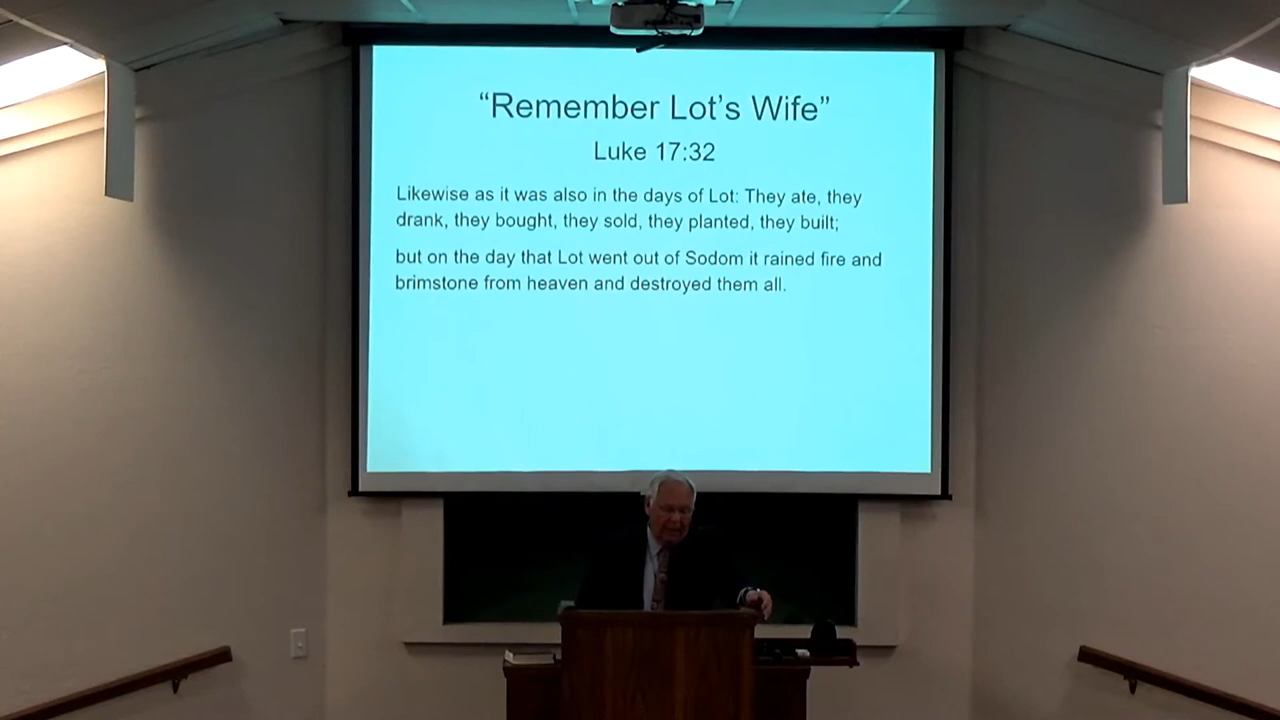 “Remember Lot’s Wife”
Luke 17:32
Likewise as it was also in the days of Lot: They ate, they
drank, they bought, they sold, they planted, they built;
but on the day that Lot went out of Sodom it rained fire and
brimstone from heaven and destroyed them all.